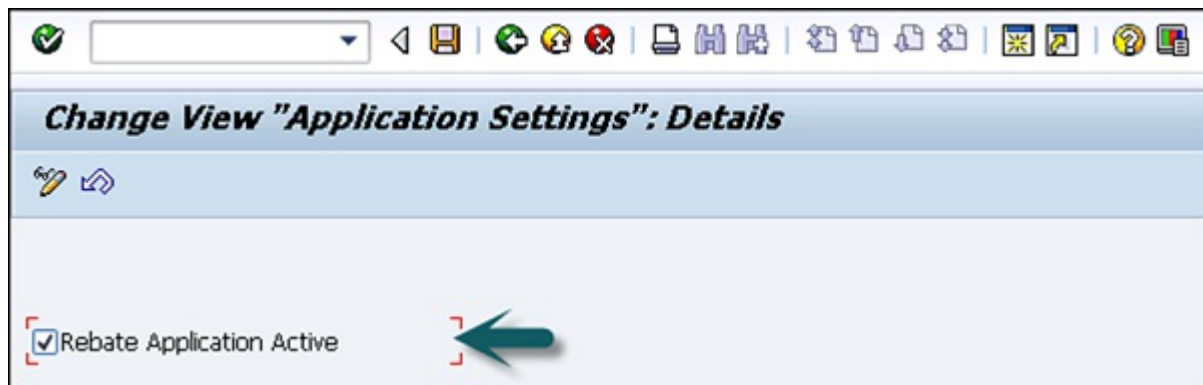 Change View "Application Settings": Details
Rebate Application Active